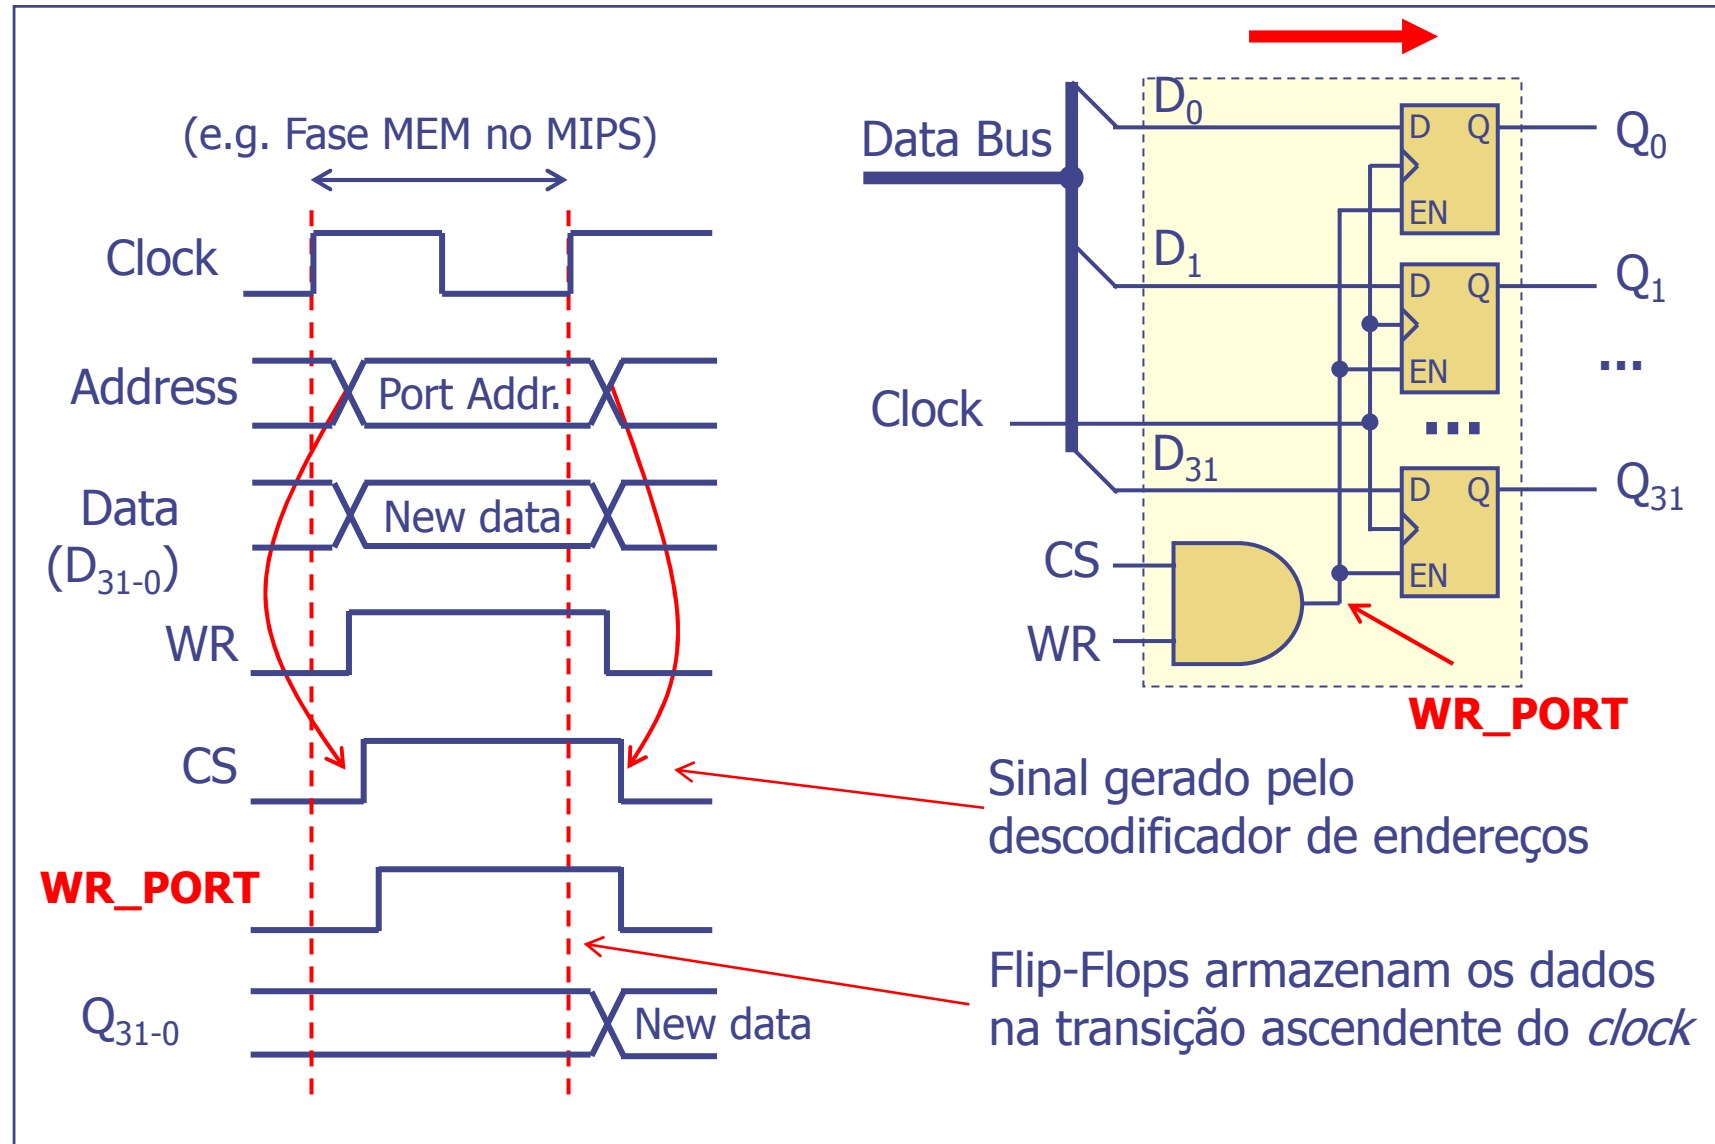 (e.g. Fase MEM no MIPS)
Clock
Address
Port Addr.
Data
(D31-0)
New data
WR
CS
WR_PORT
Q31-0
New data
Data Bus
D0
D Q
EN
Q0
D1
D Q
EN
Q1
...
Clock
...
D31
D Q
EN
Q31
CS
WR
WR_PORT
Sinal gerado pelo
descodificador de endereços
Flip-Flops armazenam os dados
na transição ascendente do clock